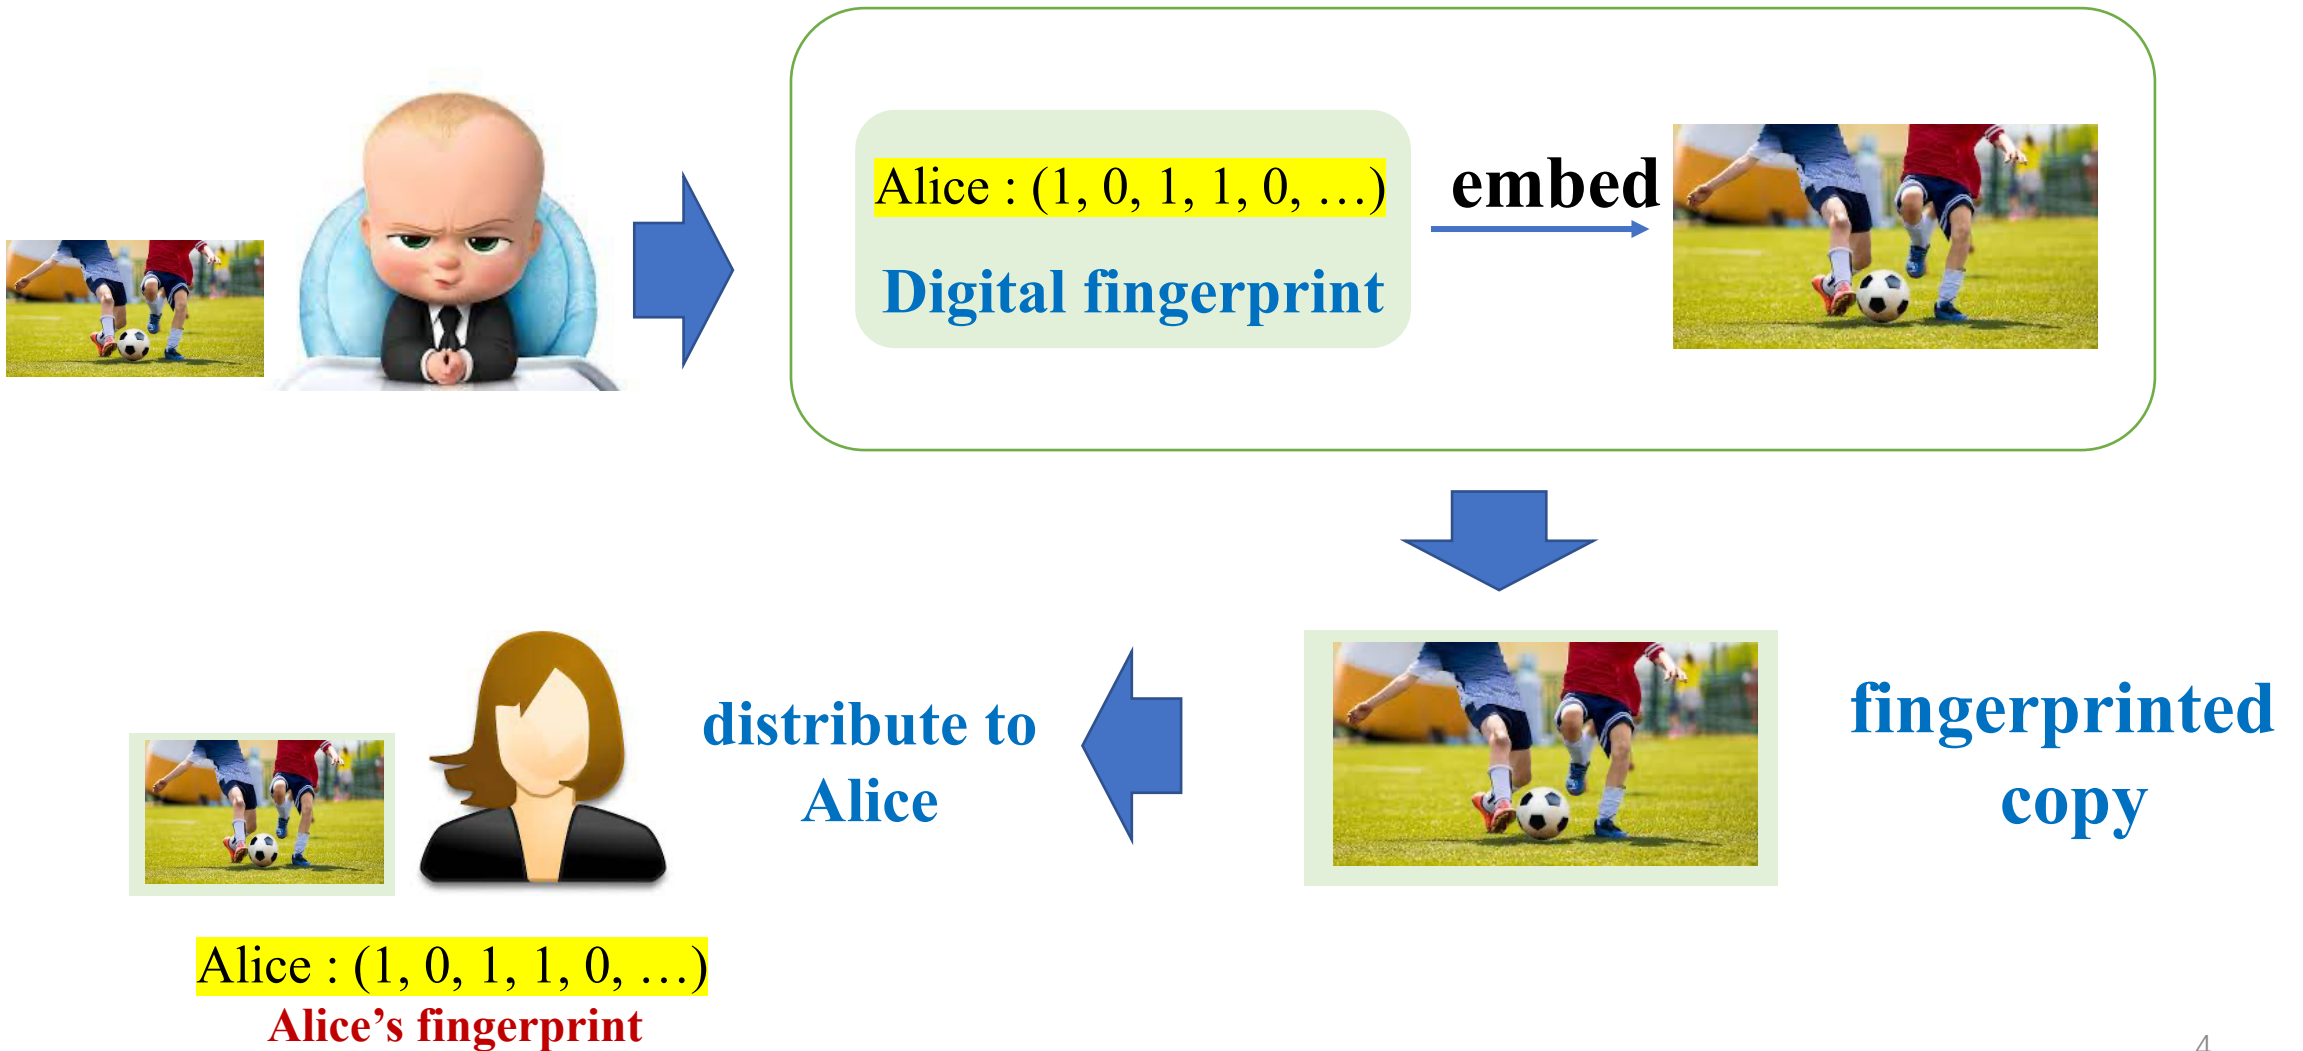 Alice : (1, 0, 1, 1, 0, …)
embed
Digital fingerprint
fingerprinted
copy
distribute to
Alice
Alice : (1, 0, 1, 1, 0, …)
Alice’s fingerprint
4